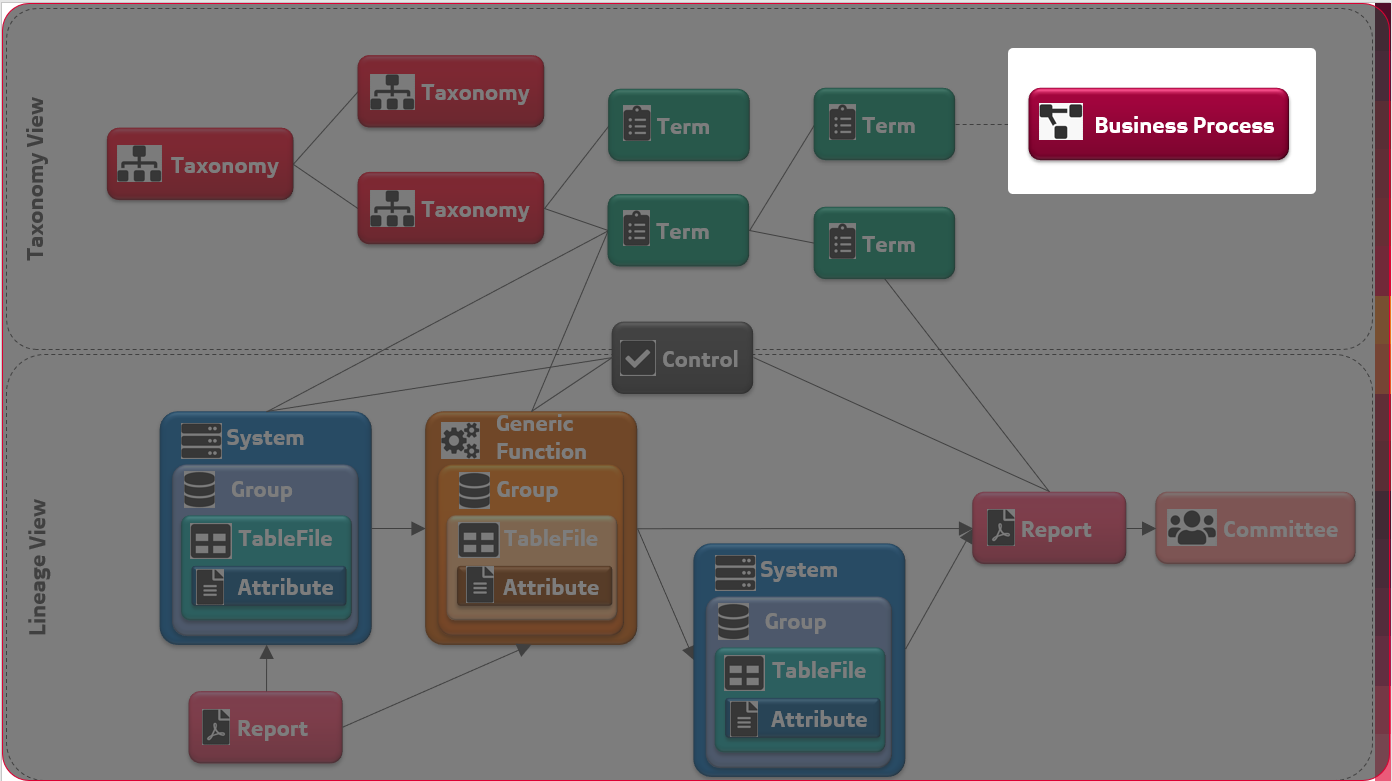 Taxonomy View
Taxonomy
Taxonomy
Taxonomy
Term
Term
Term
Term
Business Process
Control
Lineage View
System
Group
TableFile
Attribute
Generic
Function
Group
TableFile
Attribute
System
Group
TableFile
Attribute
Report
Committee
Report